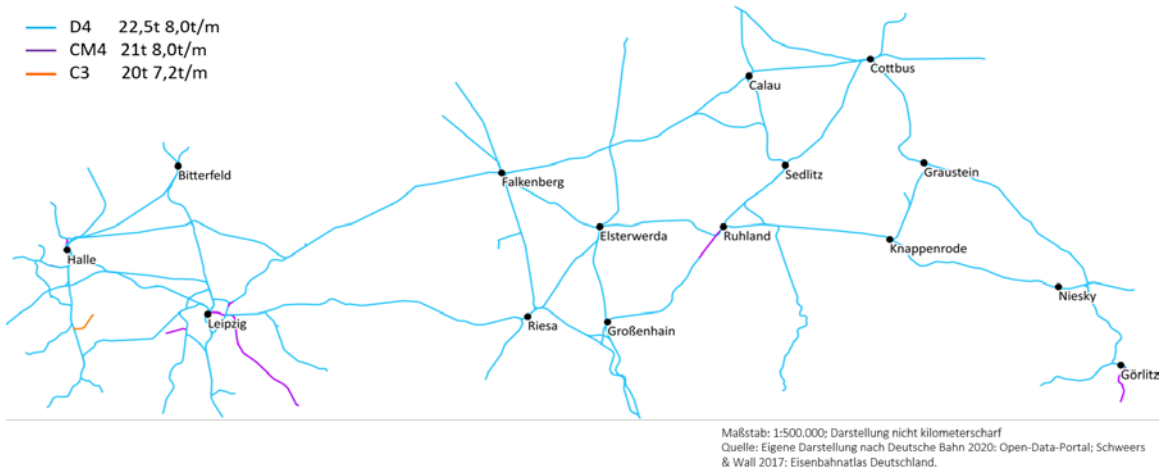 D4 22,5t 8,0t/m
CM4 21t 8,0t/m
C3 20t 7,2t/m
Cottbus
Calau
Bitterfeld
Falkenberg
Sedlitz
Graustein
Halle
Elsterwerda
Ruhland
Knappenrode
Niesky
Leipzig
Riesa
Großenhain
Görlitz
Maßstab: 1:500.000; Darstellung nicht kilometerscharf
Quelle: Eigene Darstellung nach Deutsche Bahn 2020: Open-Data-Portal; Schweers
& Wall 2017: Eisenbahnatlas Deutschland.